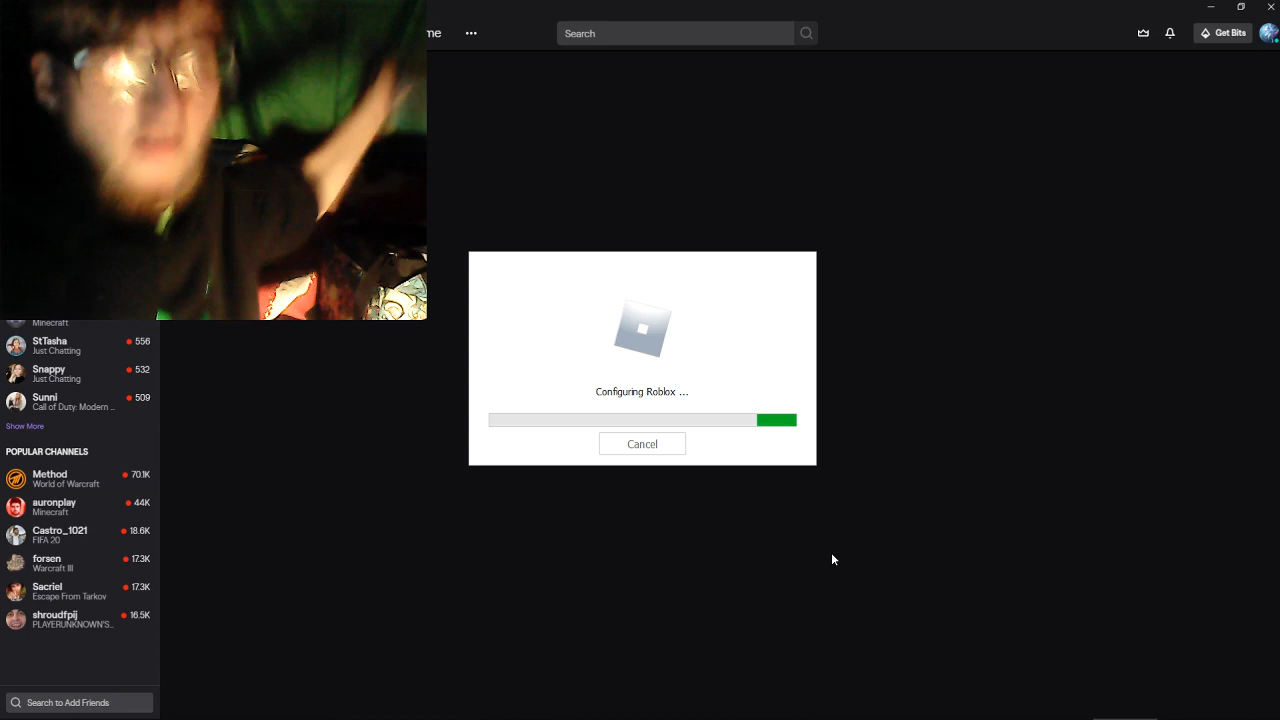 me
Search
Get Bits
Configuring Roblox ...
Cancel
Minecraft
StTasha
556
Just Chatting
Snappy
532
Just Chatting
Sunni
509
Call of Duty: Modern ...
Show More
POPULAR CHANNELS
Method
70.1K
World of Warcraft
auronplay
44K
Minecraft
Castro_1021
18.6K
FIFA 20
forsen
17.3K
Warcraft III
Sacriel
17.3K
Escape From Tarkov
shroudfpij
16.5K
PLAYERUNKNOWN'S...
Search to Add Friends